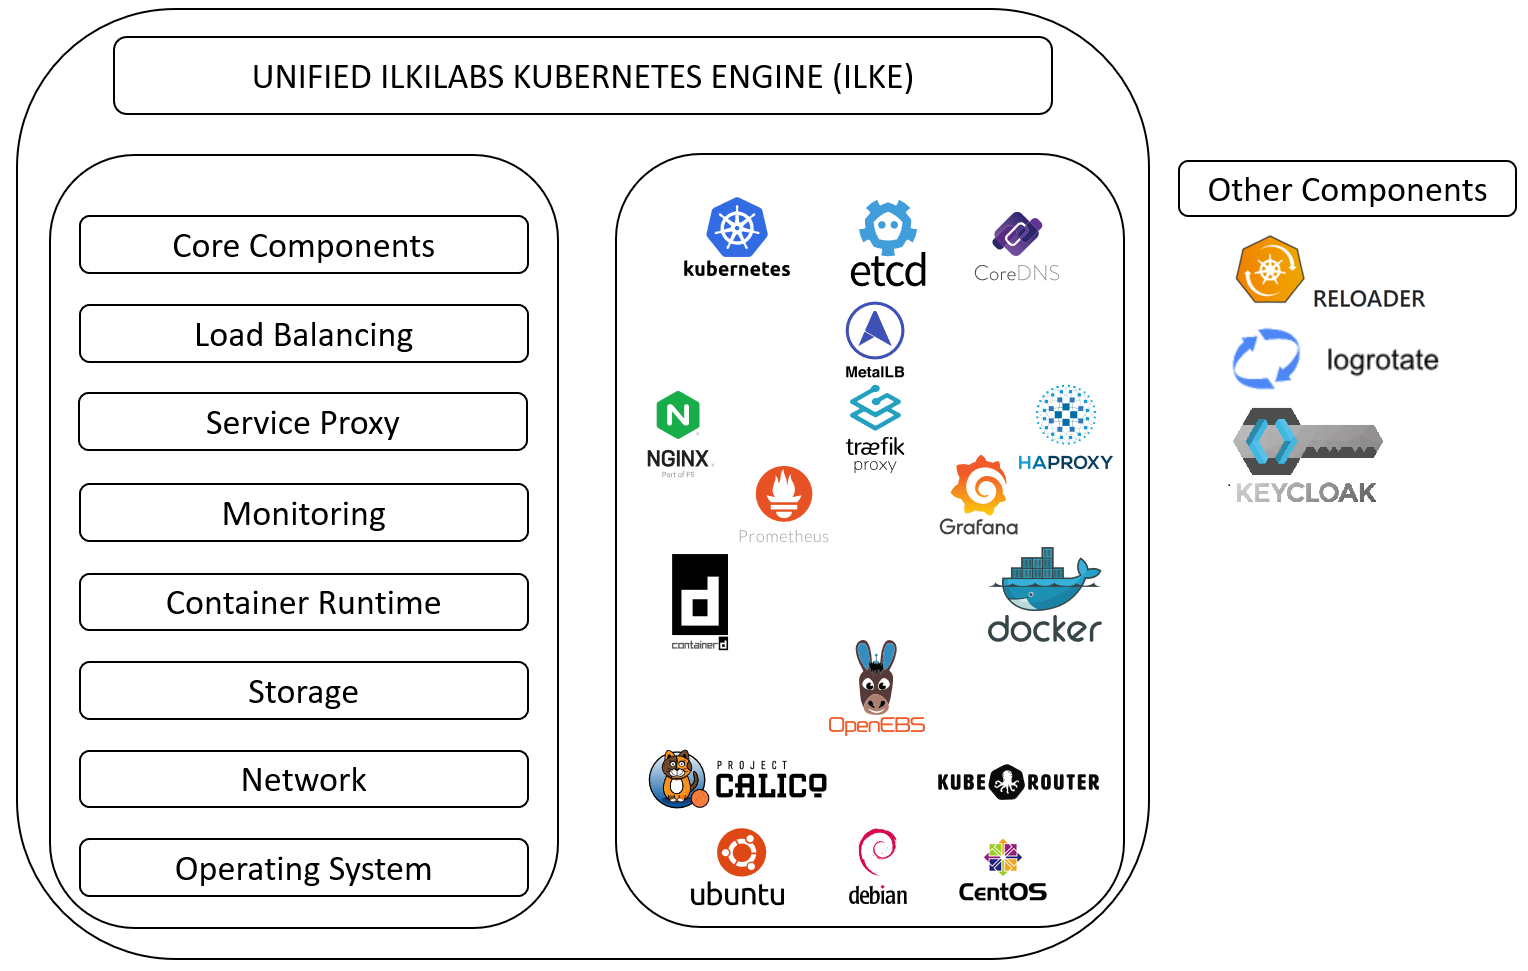 UNIFIED ILKILABS KUBERNETES ENGINE (ILKE)
Core Components
Load Balancing
Service Proxy
Monitoring
Container Runtime
Storage
Network
Operating System
kubernetes
etcd
CoreDNS
MetalLB
NGINX
Part of F5
træfik
proxy
HAPROXY
Prometheus
Grafana
containerd
docker
OpenEBS
PROJECT
CALICO
KUBE ROUTER
ubuntu
debian
CentOS
Other Components
RELOADER
logrotate
KEYCLOAK